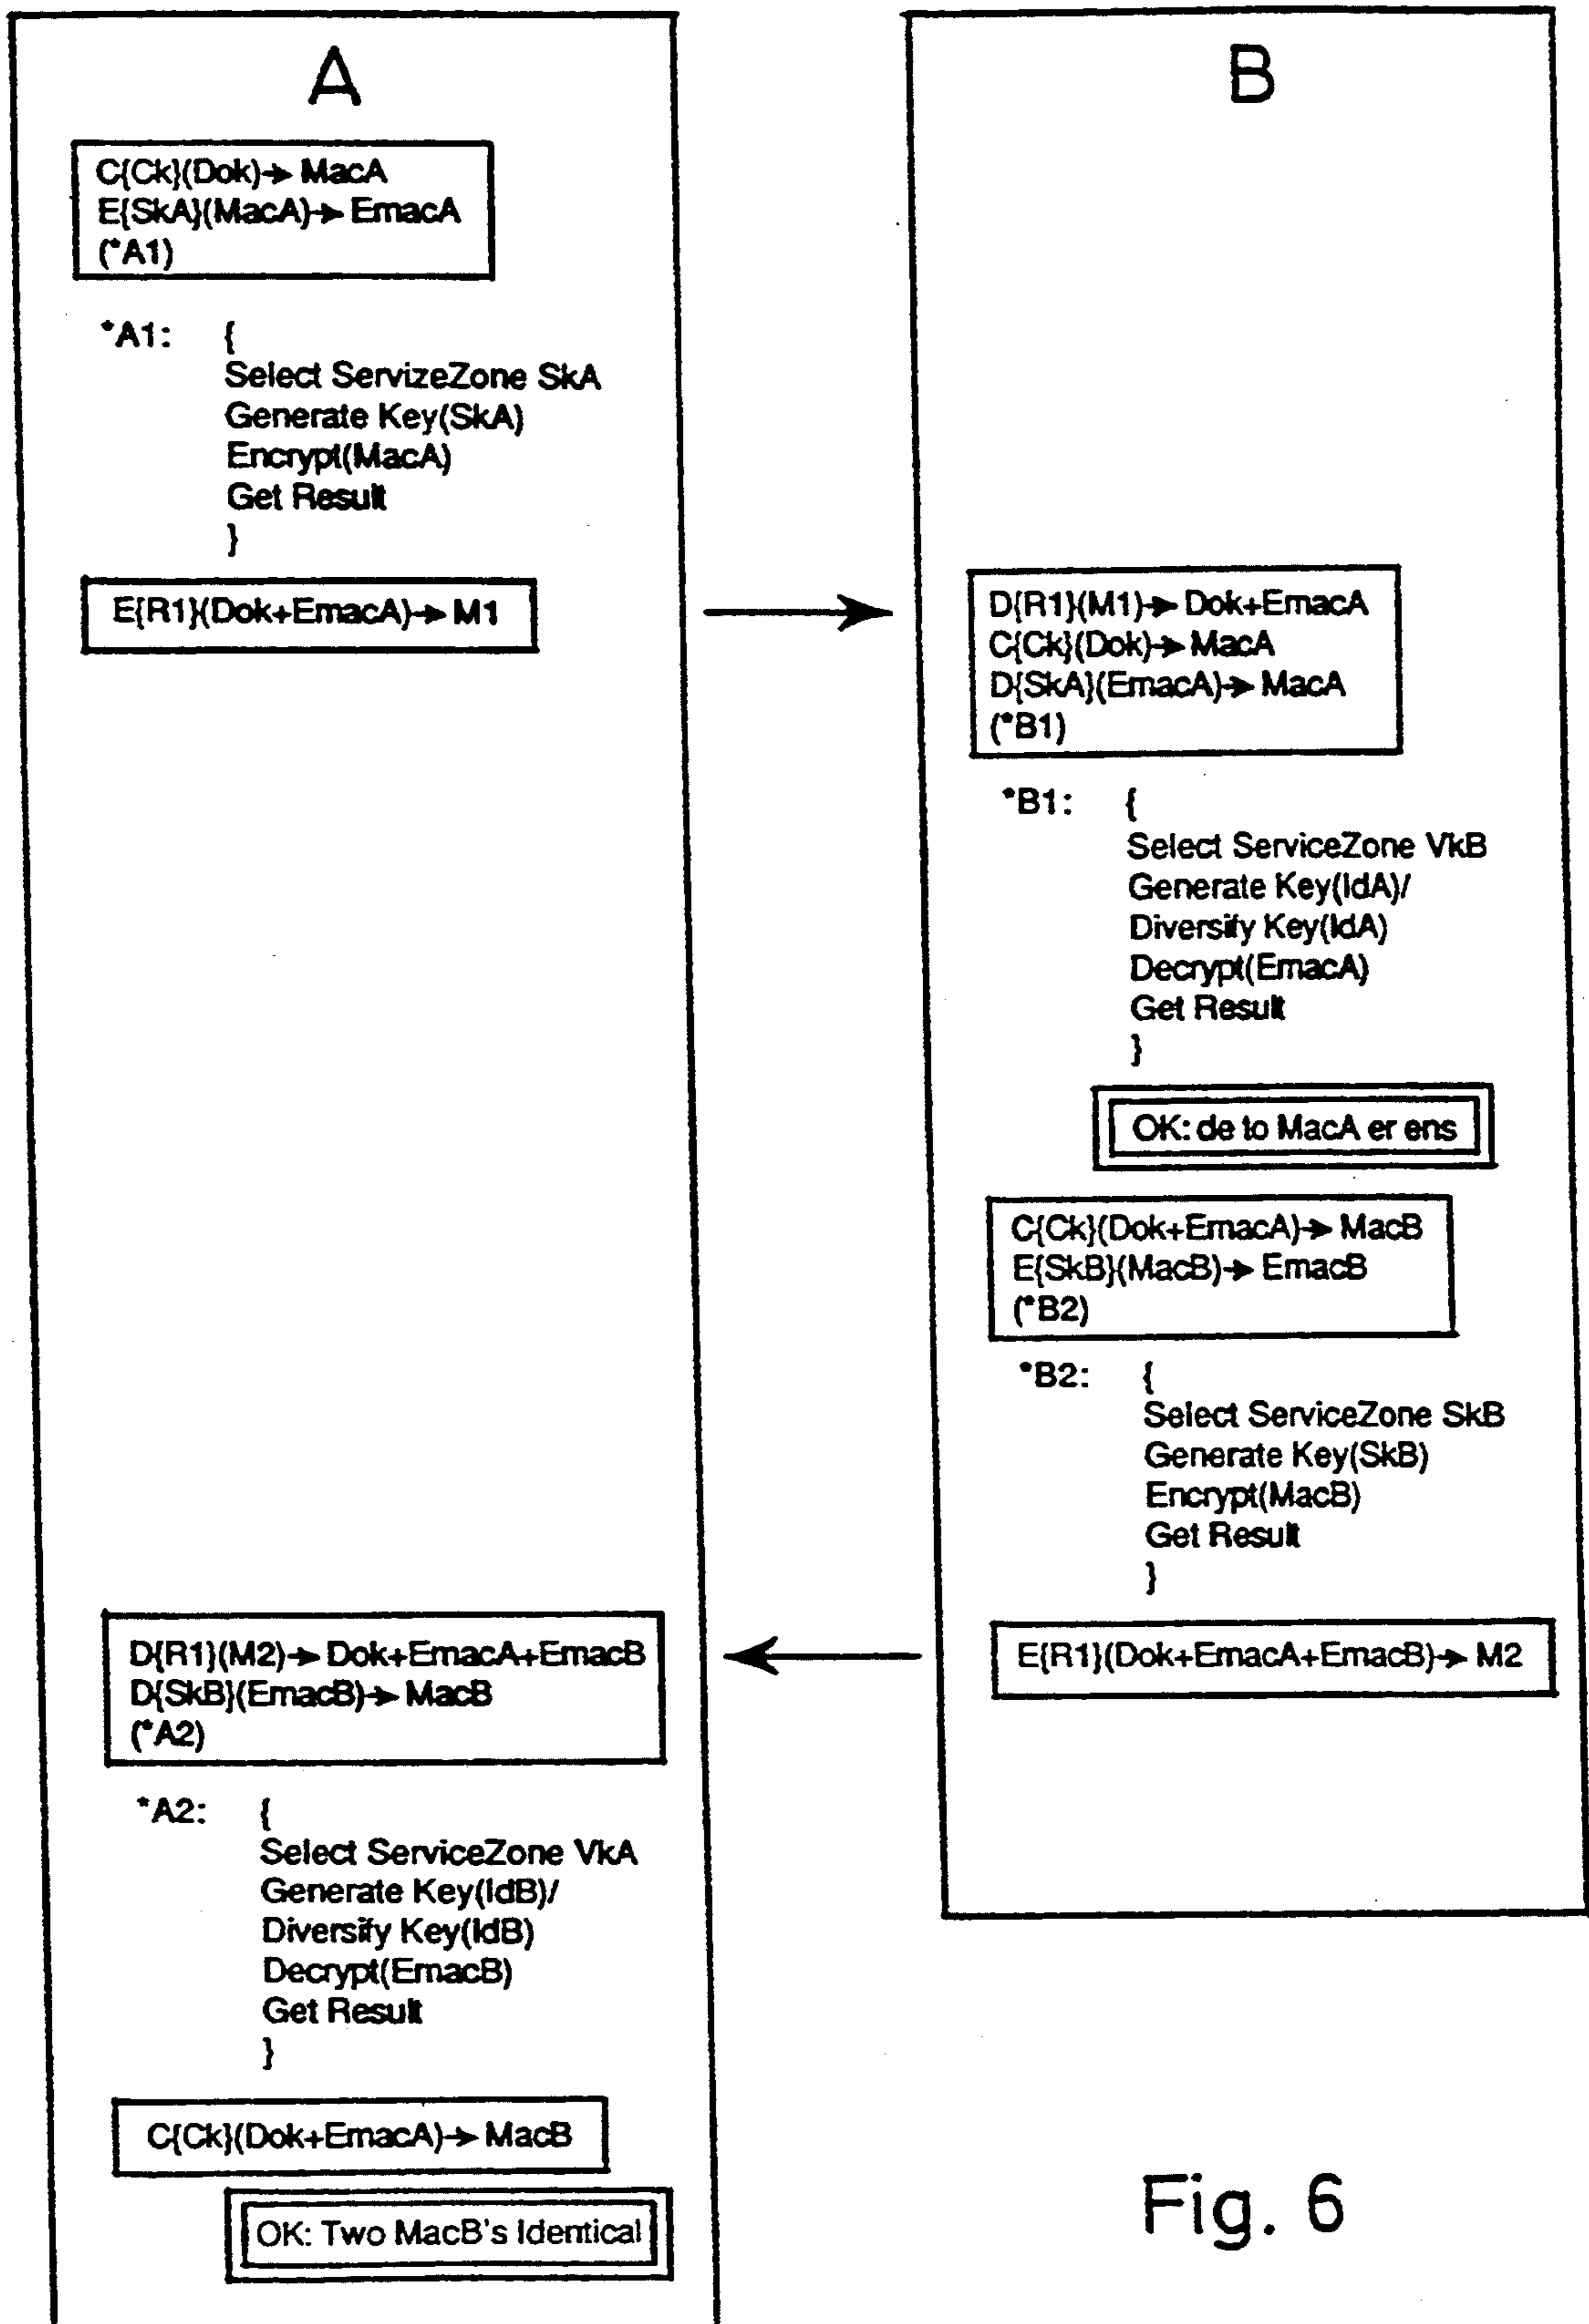 A
C{Ck}(Dok)→ MacA
E{SkA}(MacA)→ EmacA
(*A1)
*A1: {
Select ServizeZone SkA
Generate Key(SkA)
Encrypt(MacA)
Get Result
}
E{R1}(Dok+EmacA)→ M1
B
D{R1}(M1)→ Dok+EmacA
C{Ck}(Dok)→ MacA
D{SkA}(EmacA)→ MacA
(*B1)
*B1: {
Select ServiceZone VkB
Generate Key(IdA)/
Diversify Key(IdA)
Decrypt(EmacA)
Get Result
}
OK: de to MacA er ens
C{Ck}(Dok+EmacA)→ MacB
E{SkB}(MacB)→ EmacB
(*B2)
*B2: {
Select ServiceZone SkB
Generate Key(SkB)
Encrypt(MacB)
Get Result
}
E{R1}(Dok+EmacA+EmacB)→ M2
D{R1}(M2)→ Dok+EmacA+EmacB
D{SkB}(EmacB)→ MacB
(*A2)
*A2: {
Select ServiceZone VkA
Generate Key(IdB)/
Diversify Key(IdB)
Decrypt(EmacB)
Get Result
}
C{Ck}(Dok+EmacA)→ MacB
OK: Two MacB's Identical
Fig. 6